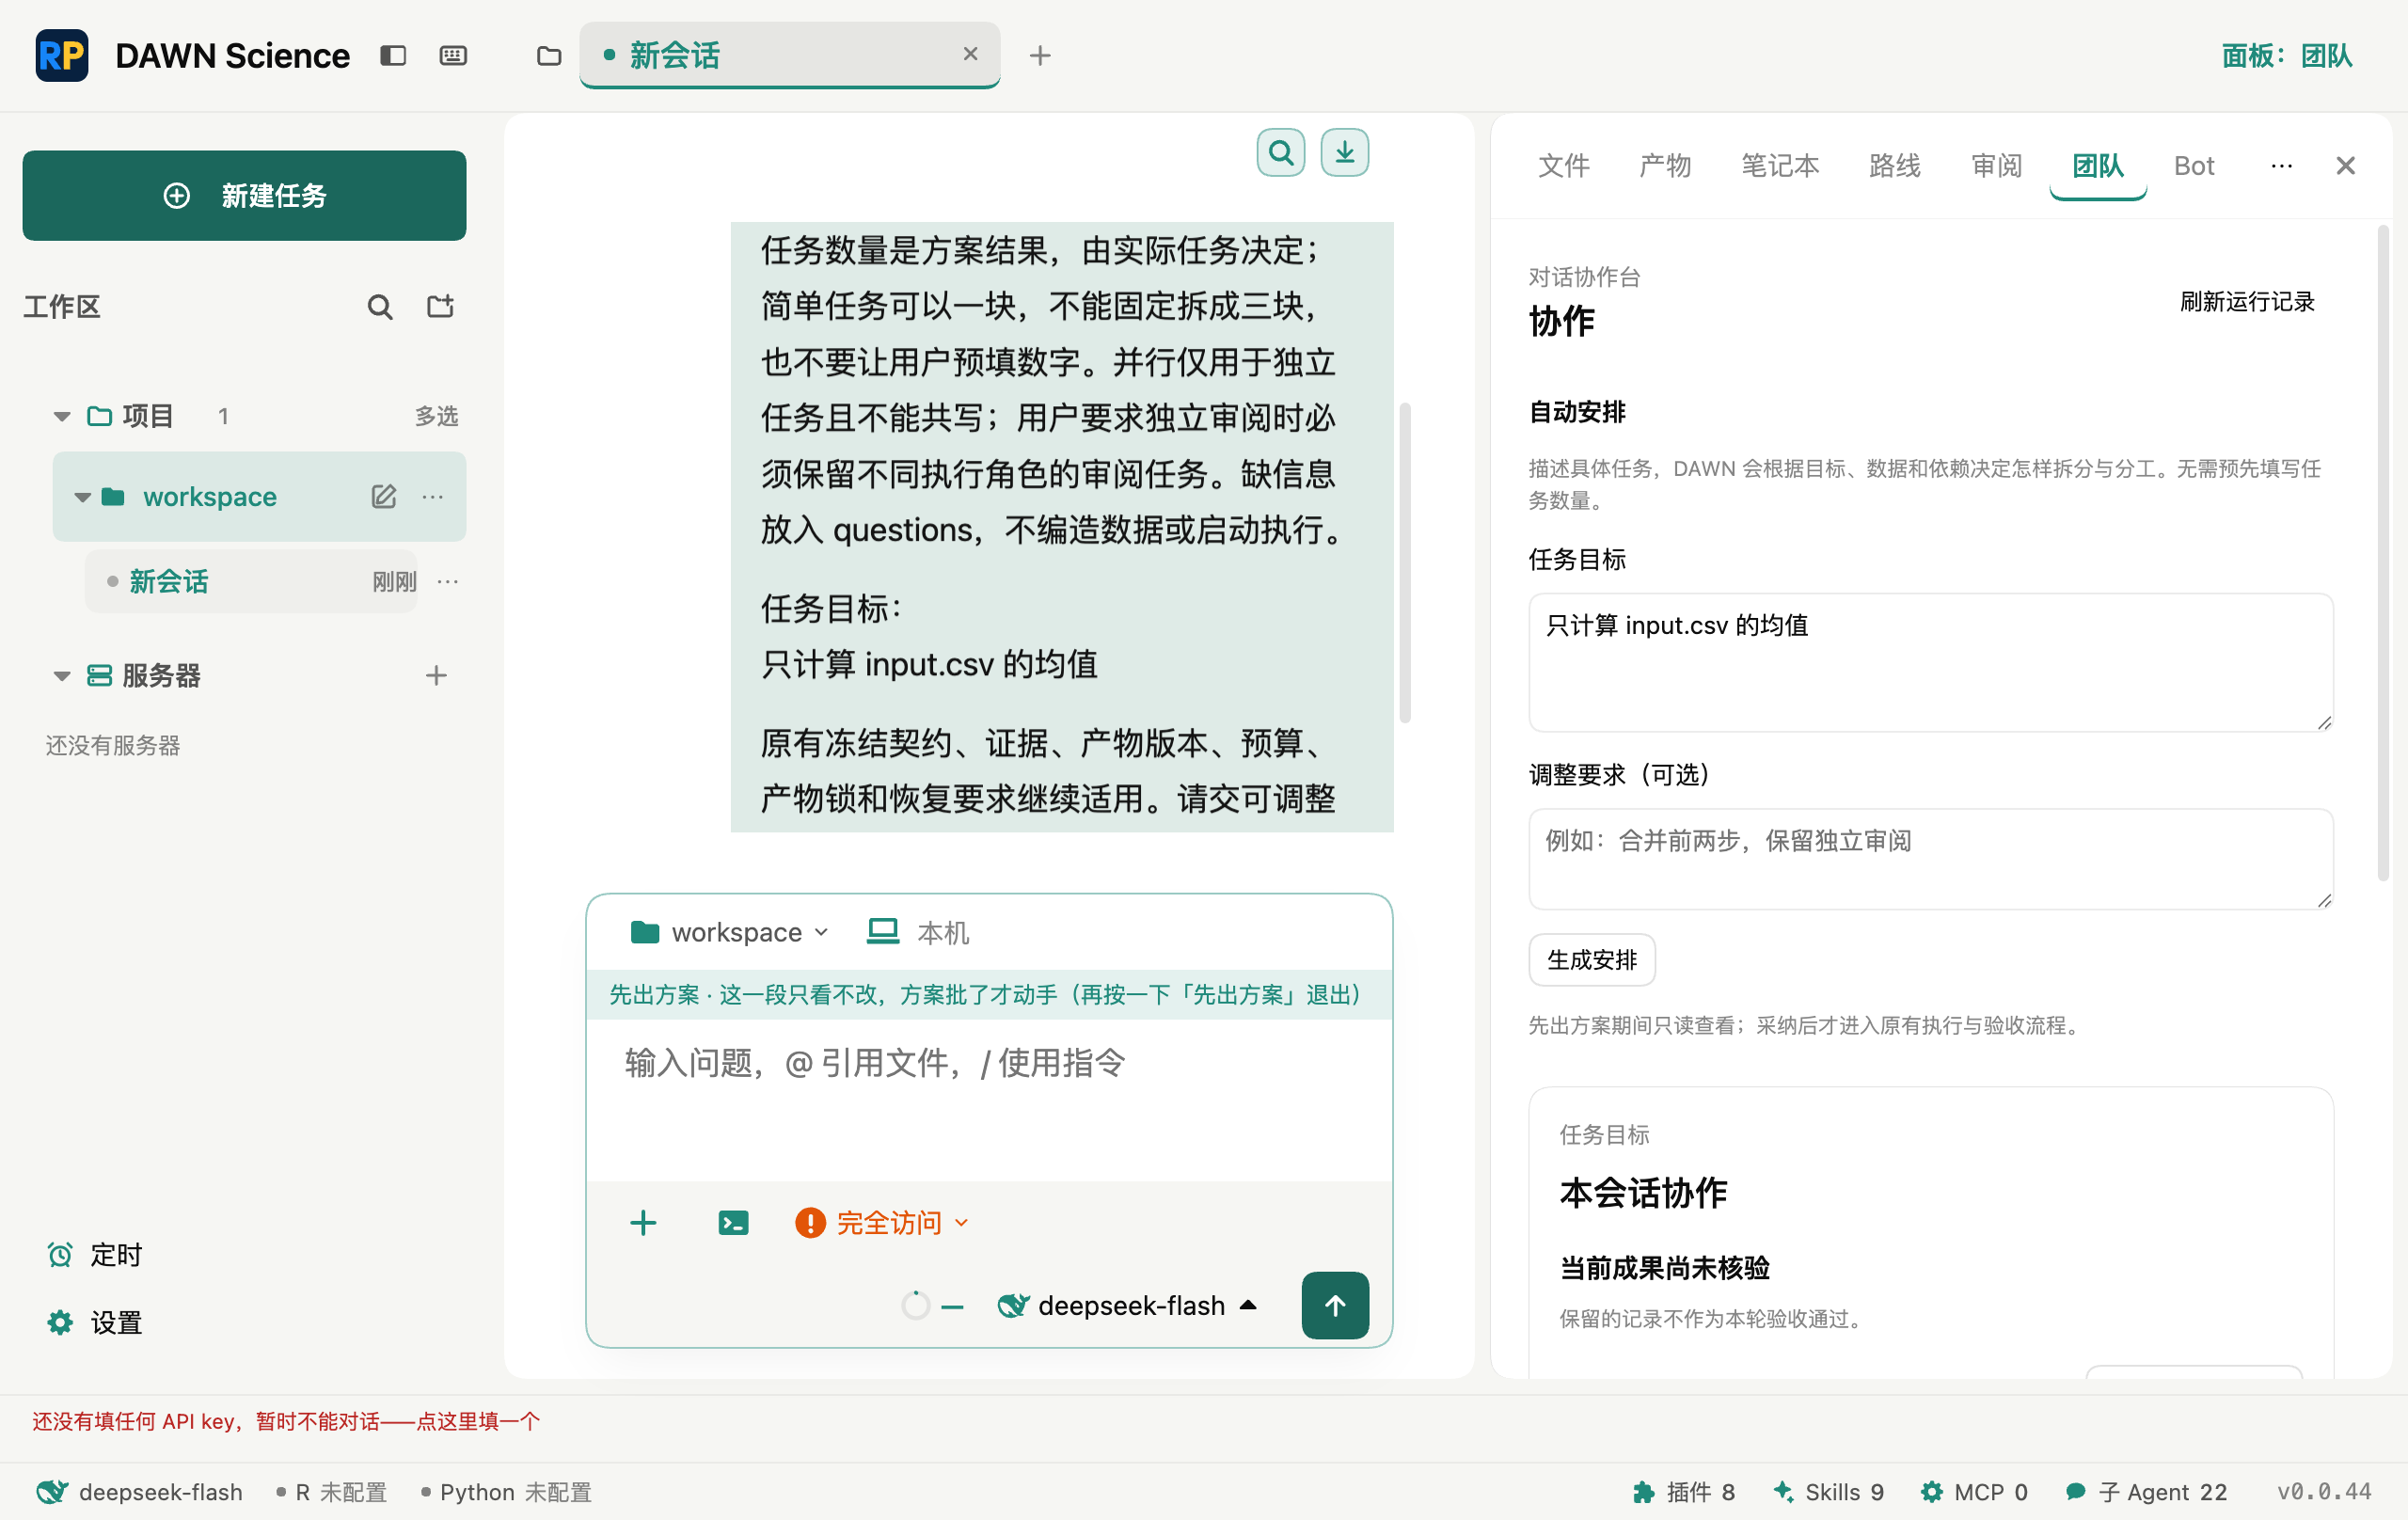 RP DAWN Science
新会话
面板：团队
新建任务
工作区
项目 1 多选
workspace
新会话 刚刚
服务器
还没有服务器
定时
设置
任务数量是方案结果，由实际任务决定；
简单任务可以一块，不能固定拆成三块，
也不要让用户预填数字。并行仅用于独立
任务且不能共写；用户要求独立审阅时必
须保留不同执行角色的审阅任务。缺信息
放入 questions，不编造数据或启动执行。
任务目标：
只计算 input.csv 的均值
原有冻结契约、证据、产物版本、预算、
产物锁和恢复要求继续适用。请交可调整
workspace 本机
先出方案 · 这一段只看不改，方案批了才动手（再按一下「先出方案」退出）
输入问题，@ 引用文件，/ 使用指令
完全访问
deepseek-flash
文件 产物 笔记本 路线 审阅 团队 Bot ···
对话协作台
协作
刷新运行记录
自动安排
描述具体任务，DAWN 会根据目标、数据和依赖决定怎样拆分与分工。无需预先填写任
务数量。
任务目标
只计算 input.csv 的均值
调整要求（可选）
例如：合并前两步，保留独立审阅
生成安排
先出方案期间只读查看；采纳后才进入原有执行与验收流程。
任务目标
本会话协作
当前成果尚未核验
保留的记录不作为本轮验收通过。
还没有填任何 API key，暂时不能对话——点这里填一个
deepseek-flash R 未配置 Python 未配置
插件 8 Skills 9 MCP 0 子 Agent 22 v0.0.44